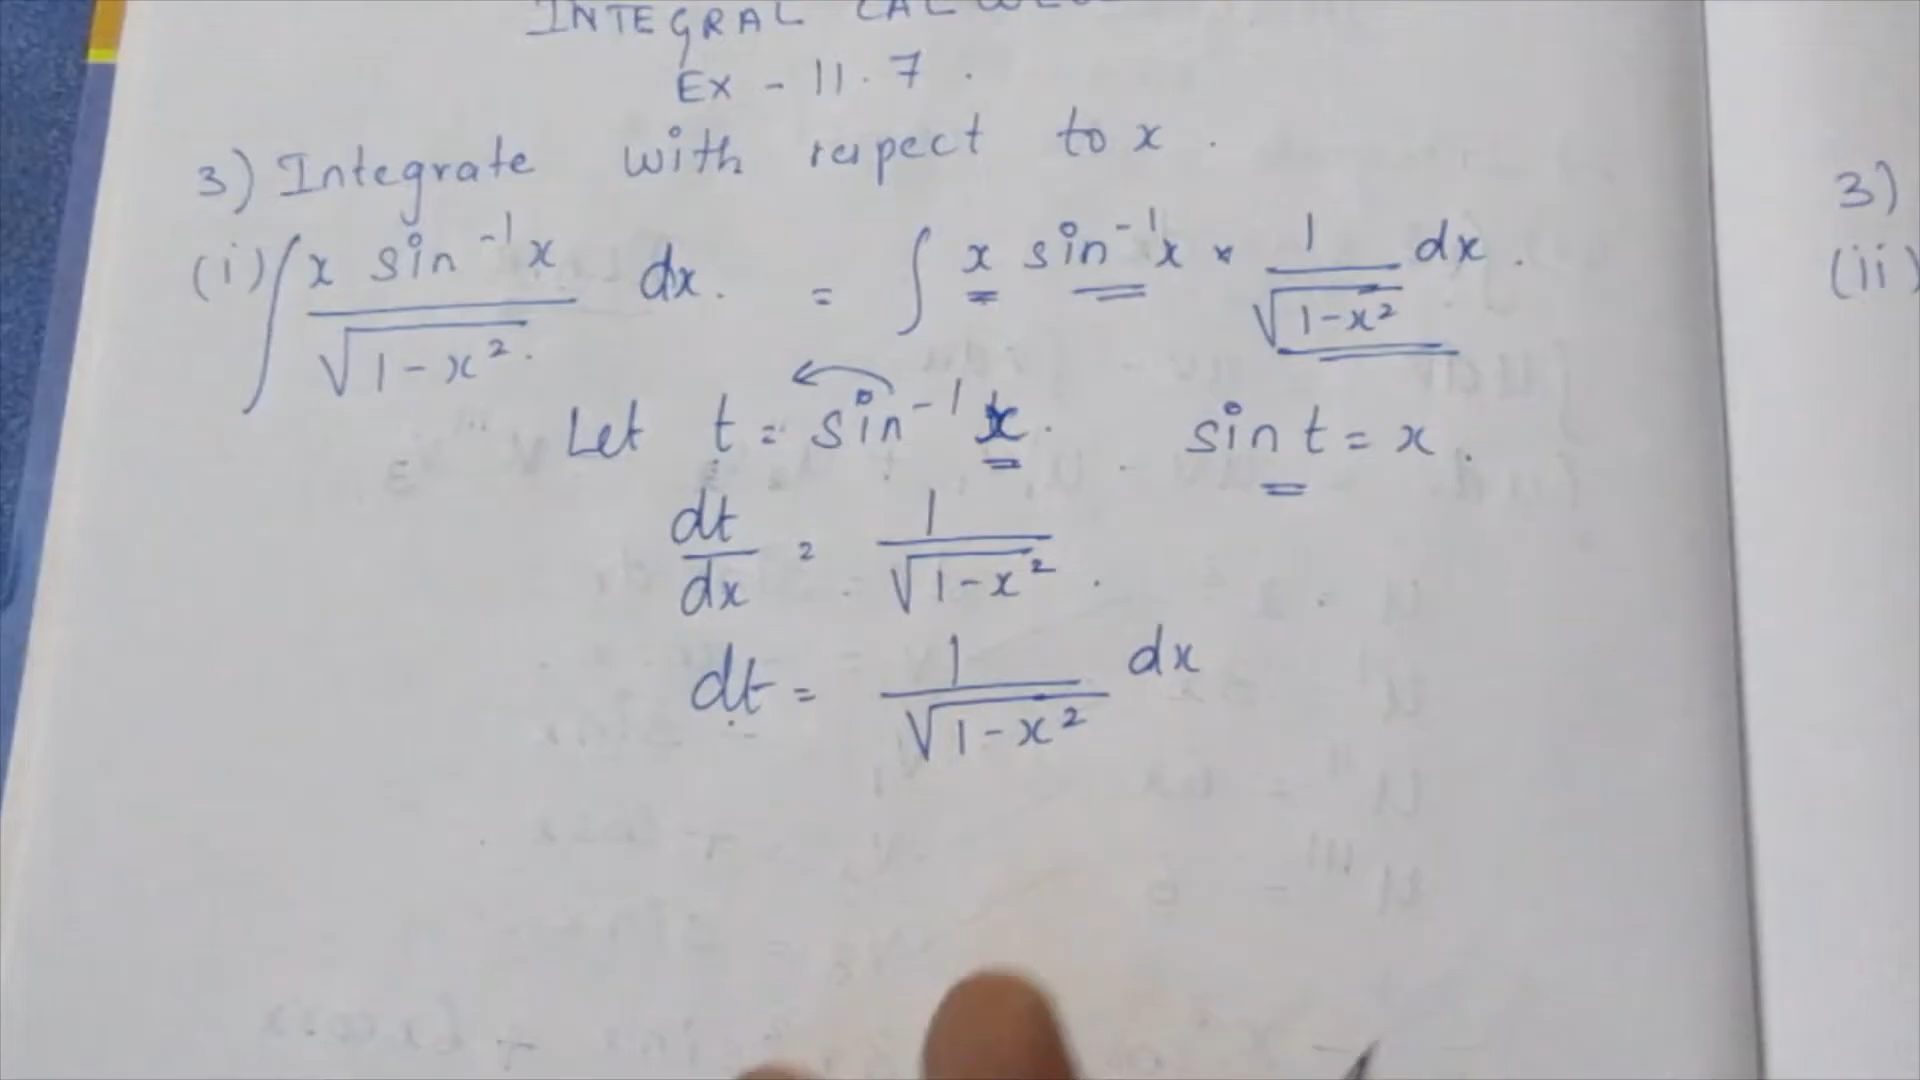 INTEGRAL
Ex - 11.7.
3) Integrate with respect to x.
(i) ∫ x sin⁻¹x / √1-x² dx. = ∫ x sin⁻¹x × 1/√1-x² dx.
Let t = sin⁻¹ x. sin t = x.
dt/dx = 1/√1-x².
dt = 1/√1-x² dx
3)
(ii)